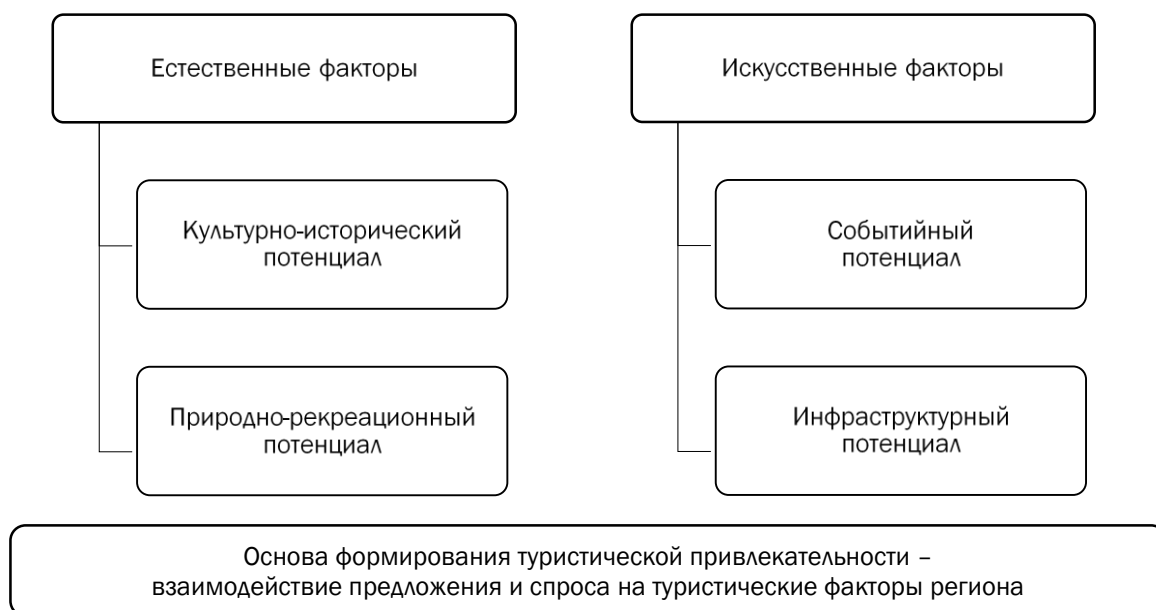 Естественные факторы
Культурно-исторический
потенциал
Природно-рекреационный
потенциал
Искусственные факторы
Событийный
потенциал
Инфраструктурный
потенциал
Основа формирования туристической привлекательности –
взаимодействие предложения и спроса на туристические факторы региона